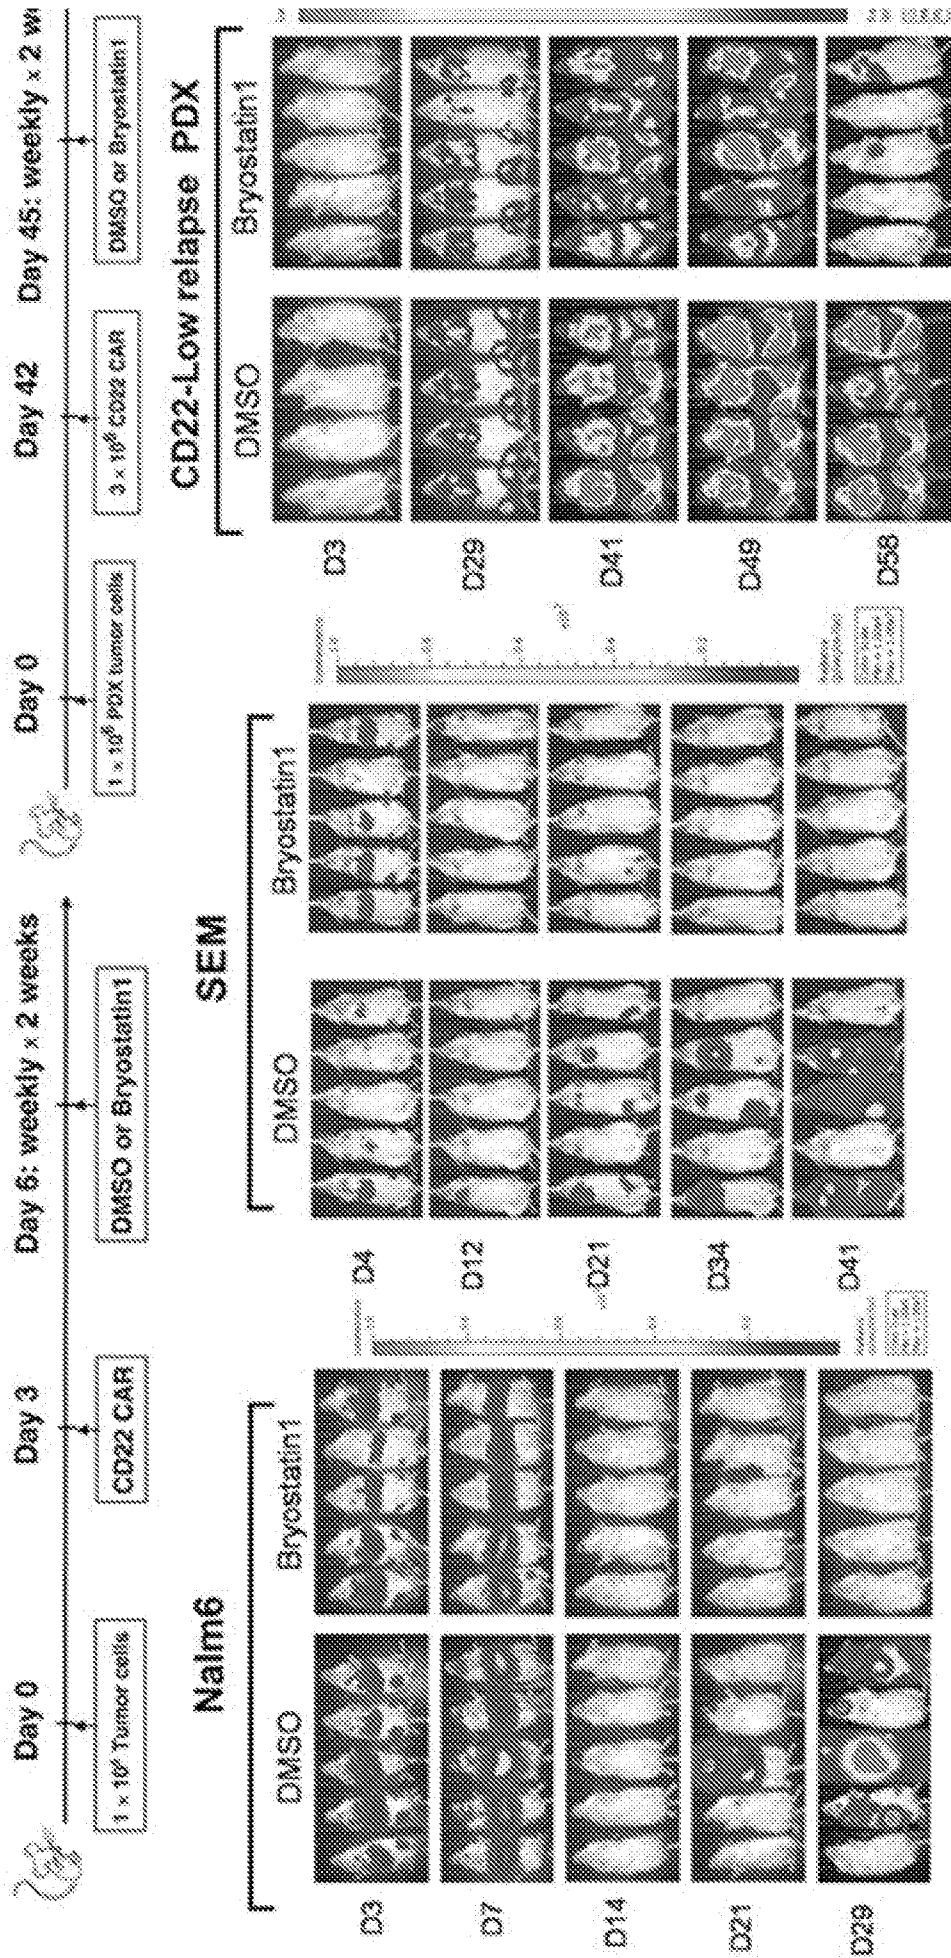 Day 0
Day 3
Day 6: weekly x 2 weeks
1 x 10⁶ Tumor cells
CD22 CAR
DMSO or Bryostatin1
Day 0
Day 42
Day 45: weekly x 2 w
1 x 10⁶ PDX tumor cells
3 x 10⁶ CD22 CAR
DMSO or Bryostatin1
Nalm6
DMSO
Bryostatin1
D3
D7
D14
D21
D29
SEM
DMSO
Bryostatin1
D4
D12
D21
D34
D41
CD22-Low relapse PDX
DMSO
Bryostatin1
D3
D29
D41
D49
D58